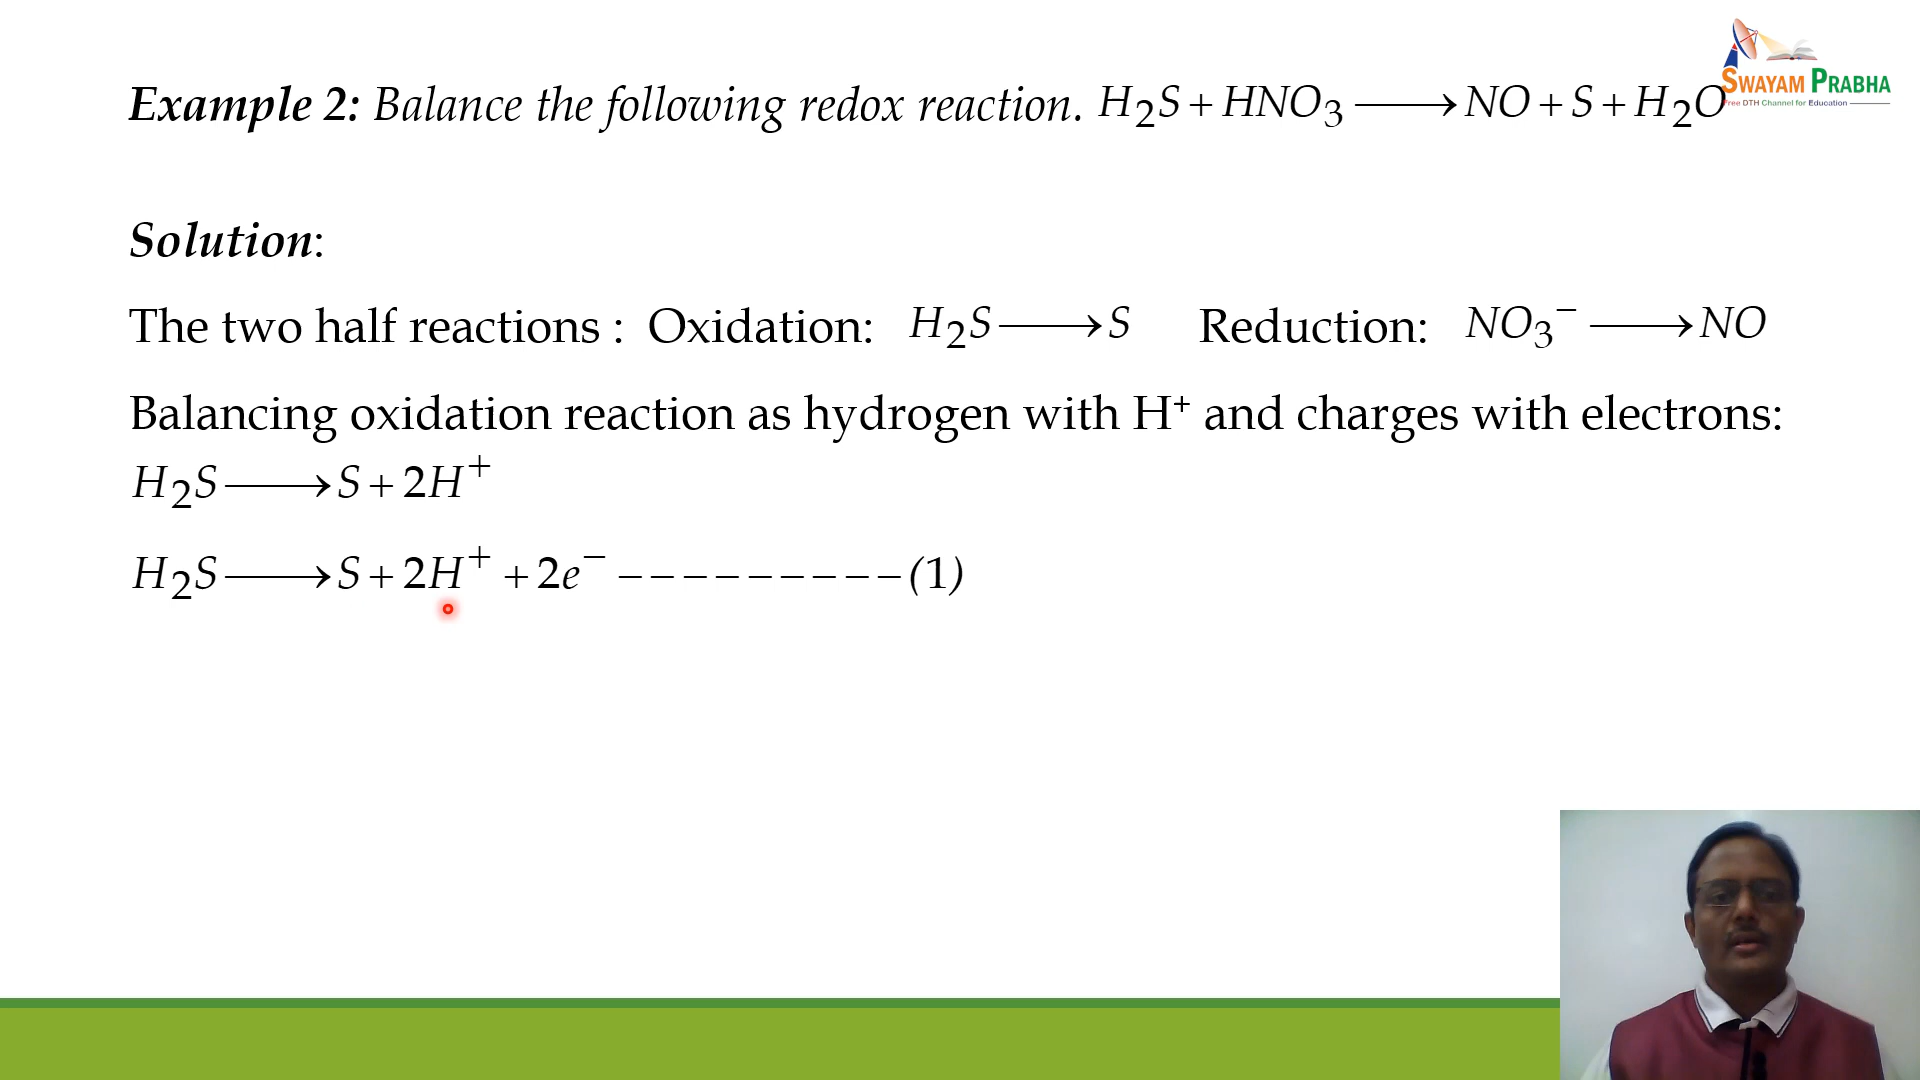 Example 2: Balance the following redox reaction. H₂S + HNO₃ ⟶ NO + S + H₂O
SWAYAM PRABHA
Free DTH Channel for Education
Solution:
The two half reactions : Oxidation: H₂S ⟶ S Reduction: NO₃⁻ ⟶ NO
Balancing oxidation reaction as hydrogen with H⁺ and charges with electrons:
H₂S ⟶ S + 2H⁺
H₂S ⟶ S + 2H⁺ + 2e⁻ − − − − − − − − − (1)